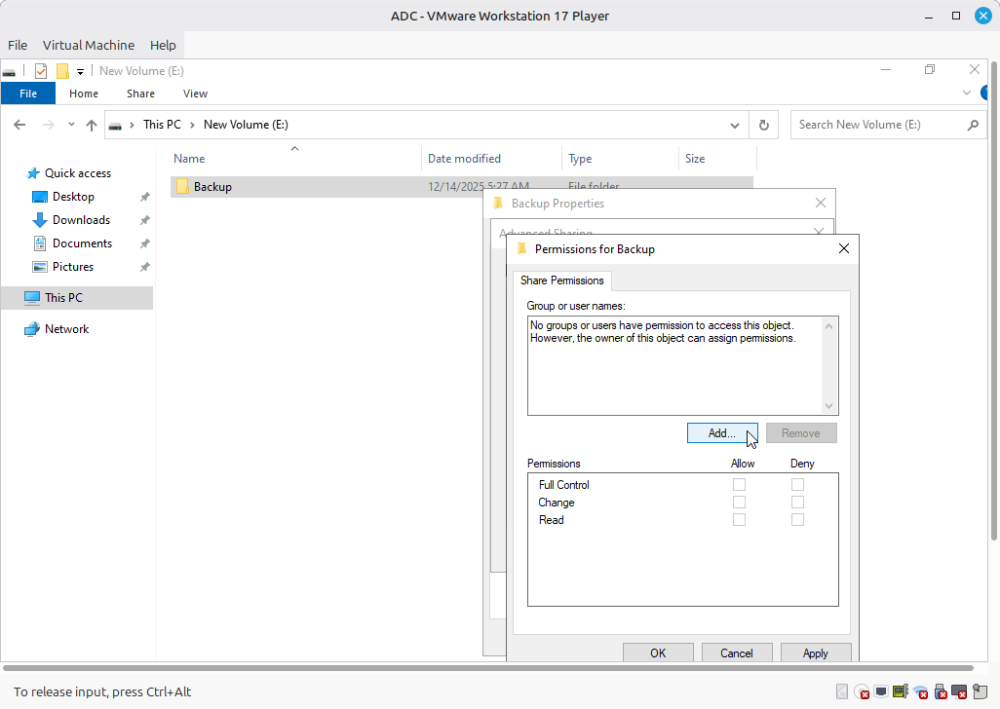 ADC - VMware Workstation 17 Player
File Virtual Machine Help
New Volume (E:)
File Home Share View
This PC New Volume (E:)
Search New Volume (E:)
Name Date modified Type Size
Quick access
Backup 12/14/2025 5:27 AM File folder
Desktop
Downloads
Documents
Pictures
This PC
Network
Backup Properties
Advanced Sharing
Permissions for Backup
Share Permissions
Group or user names:
No groups or users have permission to access this object.
However, the owner of this object can assign permissions.
Add... Remove
Permissions Allow Deny
Full Control
Change
Read
OK Cancel Apply
To release input, press Ctrl+Alt